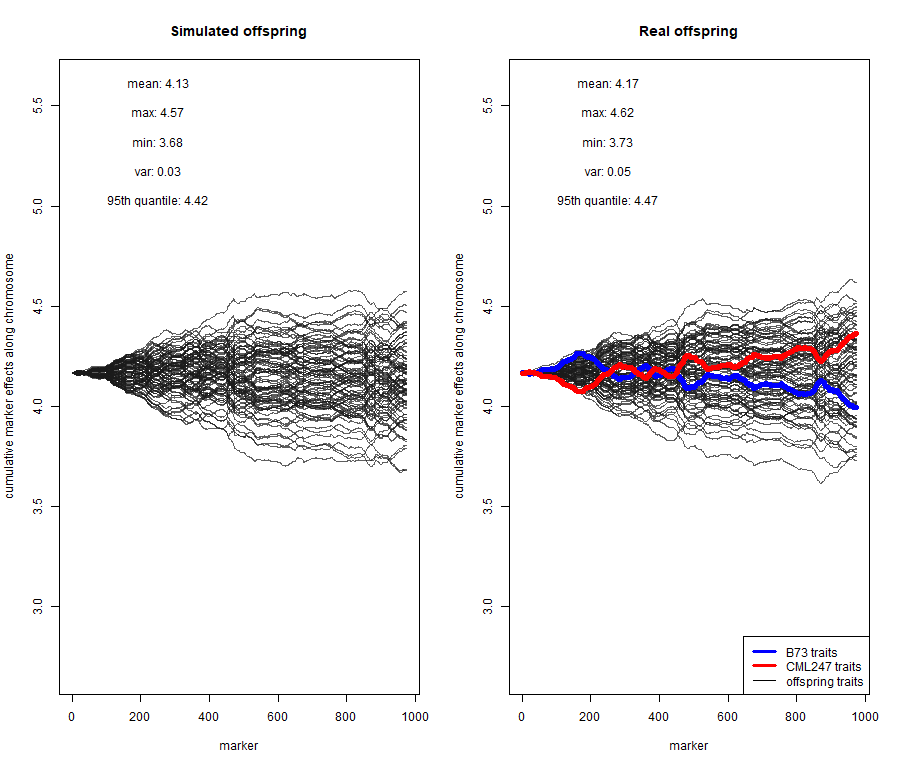 Simulated offspring
mean: 4.13
max: 4.57
min: 3.68
var: 0.03
95th quantile: 4.42
cumulative marker effects along chromosome
5.5
5.0
4.5
4.0
3.5
3.0
0 200 400 600 800 1000
marker
Real offspring
mean: 4.17
max: 4.62
min: 3.73
var: 0.05
95th quantile: 4.47
cumulative marker effects along chromosome
5.5
5.0
4.5
4.0
3.5
3.0
B73 traits
CML247 traits
offspring traits
0 200 400 600 800 1000
marker